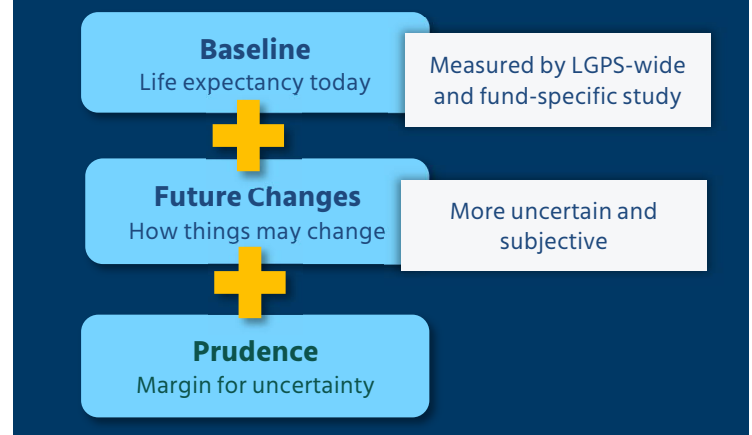 Baseline
Life expectancy today
Measured by LGPS-wide
and fund-specific study
Future Changes
How things may change
More uncertain and
subjective
Prudence
Margin for uncertainty